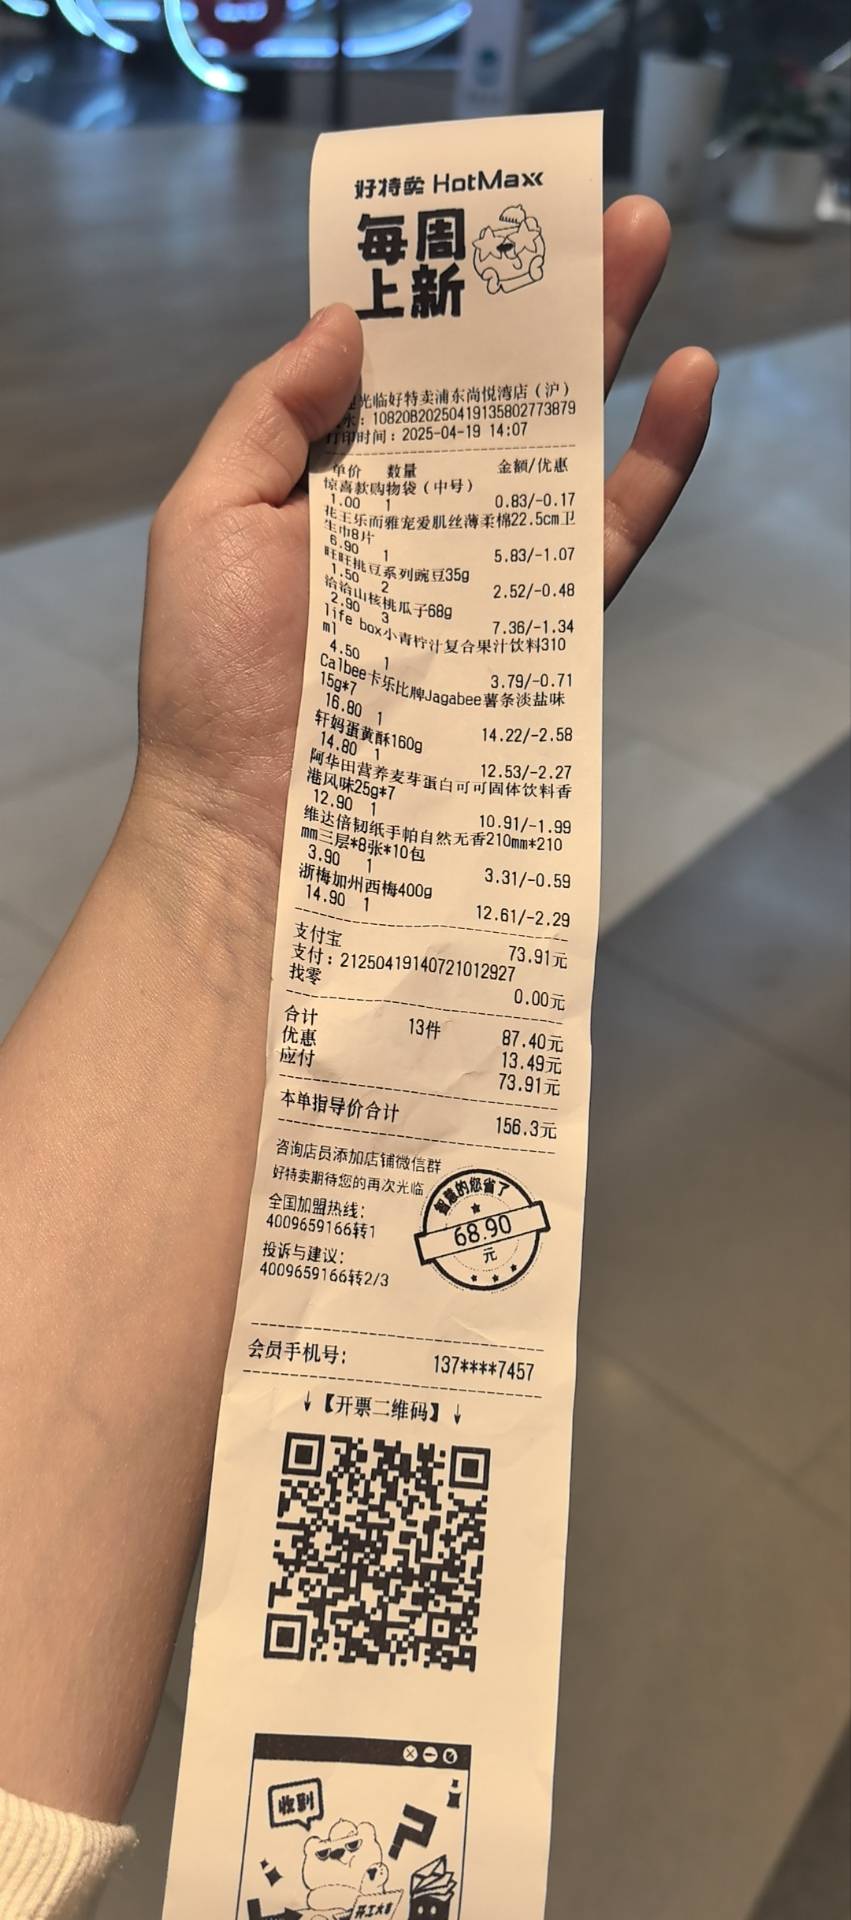 好特卖 HotMaxx
每周
上新
光临好特卖浦东尚悦湾店（沪）
水：10820B20250419135802773879
打印时间：2025-04-19 14:07
单价 数量 金额/优惠
惊喜款购物袋（中号）
1.00 1 0.83/-0.17
花王乐而雅宠爱肌丝薄柔棉22.5cm卫
生巾8片
6.90 1 5.83/-1.07
旺旺挑豆系列豌豆35g
1.50 2 2.52/-0.48
洽洽山核桃瓜子68g
2.90 3 7.36/-1.34
life box小青柠汁复合果汁饮料310
ml
4.50 1 3.79/-0.71
Calbee卡乐比牌Jagabee薯条淡盐味
15g*7
16.80 1 14.22/-2.58
轩妈蛋黄酥160g
14.80 1 12.53/-2.27
阿华田营养麦芽蛋白可可固体饮料香
港风味25g*7
12.90 1 10.91/-1.99
维达倍韧纸手帕自然无香210mm*210
mm三层*8张*10包
3.90 1 3.31/-0.59
浙梅加州西梅400g
14.90 1 12.61/-2.29
支付宝 73.91元
支付：21250419140721012927
找零 0.00元
合计 13件 87.40元
优惠 13.49元
应付 73.91元
本单指导价合计 156.3元
咨询店员添加店铺微信群
好特卖期待您的再次光临
全国加盟热线：
4009659166转1
投诉与建议：
4009659166转2/3
智慧的您省了
68.90
元
会员手机号： 137****7457
↓【开票二维码】↓
收到
开工大吉